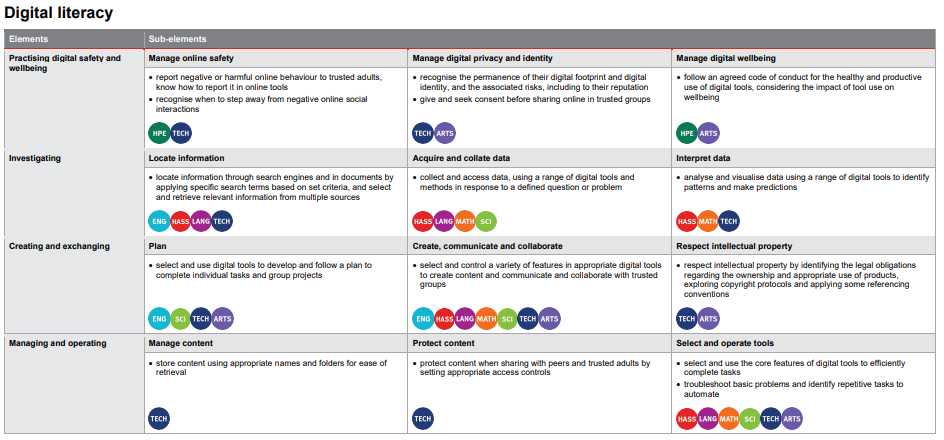 Digital literacy
Elements
Sub-elements
Practising digital safety and
wellbeing
Manage online safety
• report negative or harmful online behaviour to trusted adults,
know how to report it in online tools
• recognise when to step away from negative online social
interactions
HPE TECH
Manage digital privacy and identity
• recognise the permanence of their digital footprint and digital
identity, and the associated risks, including to their reputation
• give and seek consent before sharing online in trusted groups
TECH ARTS
Manage digital wellbeing
• follow an agreed code of conduct for the healthy and productive
use of digital tools, considering the impact of tool use on
wellbeing
HPE ARTS
Investigating
Locate information
• locate information through search engines and in documents by
applying specific search terms based on set criteria, and select
and retrieve relevant information from multiple sources
ENG HASS LANG TECH
Acquire and collate data
• collect and access data, using a range of digital tools and
methods in response to a defined question or problem
HASS LANG MATH SCI
Interpret data
• analyse and visualise data using a range of digital tools to identify
patterns and make predictions
HASS MATH TECH
Creating and exchanging
Plan
• select and use digital tools to develop and follow a plan to
complete individual tasks and group projects
ENG SCI TECH ARTS
Create, communicate and collaborate
• select and control a variety of features in appropriate digital tools
to create content and communicate and collaborate with trusted
groups
ENG HASS LANG MATH SCI TECH ARTS
Respect intellectual property
• respect intellectual property by identifying the legal obligations
regarding the ownership and appropriate use of products,
exploring copyright protocols and applying some referencing
conventions
TECH ARTS
Managing and operating
Manage content
• store content using appropriate names and folders for ease of
retrieval
TECH
Protect content
• protect content when sharing with peers and trusted adults by
setting appropriate access controls
TECH
Select and operate tools
• select and use the core features of digital tools to efficiently
complete tasks
• troubleshoot basic problems and identify repetitive tasks to
automate
HASS LANG MATH SCI TECH ARTS